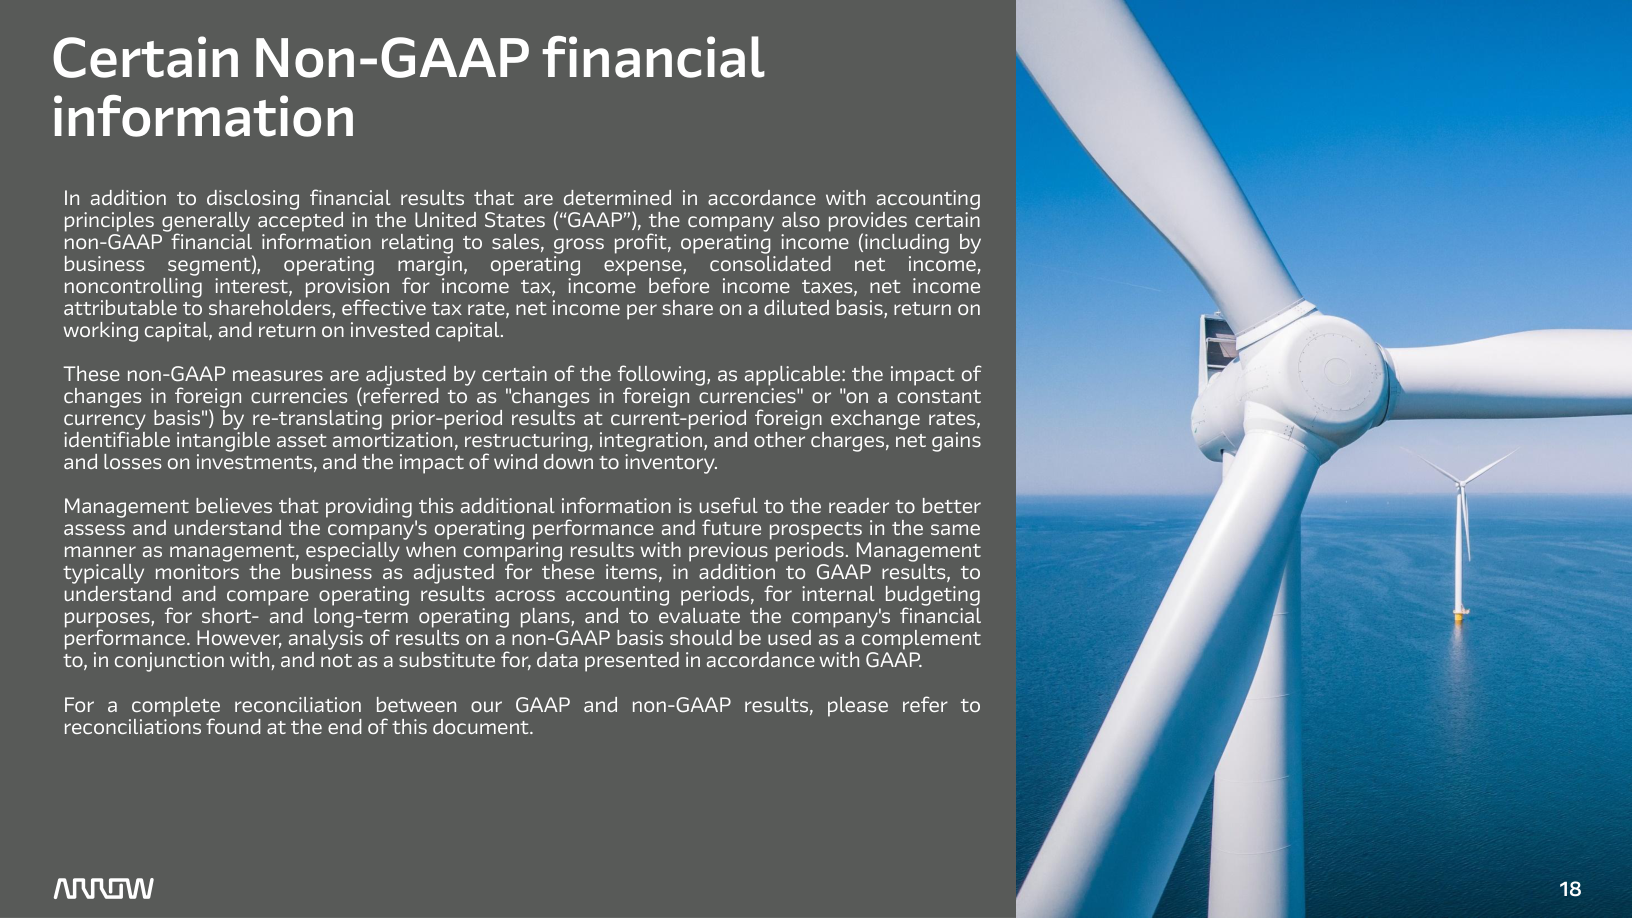 Certain Non-GAAP financial
information
In addition to disclosing financial results that are determined in accordance with accounting
principles generally accepted in the United States (“GAAP”), the company also provides certain
non-GAAP financial information relating to sales, gross profit, operating income (including by
business segment), operating margin, operating expense, consolidated net income,
noncontrolling interest, provision for income tax, income before income taxes, net income
attributable to shareholders, effective tax rate, net income per share on a diluted basis, return on
working capital, and return on invested capital.
These non-GAAP measures are adjusted by certain of the following, as applicable: the impact of
changes in foreign currencies (referred to as "changes in foreign currencies" or "on a constant
currency basis") by re-translating prior-period results at current-period foreign exchange rates,
identifiable intangible asset amortization, restructuring, integration, and other charges, net gains
and losses on investments, and the impact of wind down to inventory.
Management believes that providing this additional information is useful to the reader to better
assess and understand the company's operating performance and future prospects in the same
manner as management, especially when comparing results with previous periods. Management
typically monitors the business as adjusted for these items, in addition to GAAP results, to
understand and compare operating results across accounting periods, for internal budgeting
purposes, for short- and long-term operating plans, and to evaluate the company's financial
performance. However, analysis of results on a non-GAAP basis should be used as a complement
to, in conjunction with, and not as a substitute for, data presented in accordance with GAAP.
For a complete reconciliation between our GAAP and non-GAAP results, please refer to
reconciliations found at the end of this document.
ARROW
18